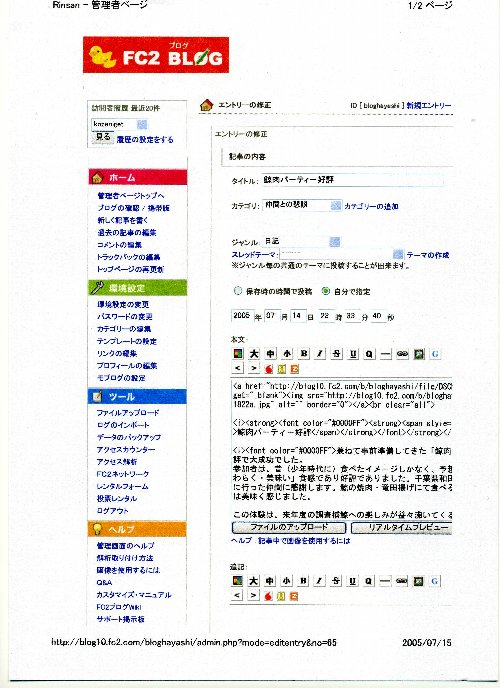 Rinsan - 管理者ページ
1/2 ページ
ブログ
FC2 BLOG
訪問者履歴 最近20件
見る 履歴の設定をする
エントリーの修正
ID [ bloghayashi ] 新規エントリー
ホーム
管理者ページトップへ
ブログの確認 / 携帯版
新しく記事を書く
過去の記事の編集
コメントの編集
トラックバックの編集
トップページの再更新
環境設定
環境設定の変更
パスワードの変更
カテゴリーの編集
テンプレートの設定
リンクの編集
プロフィールの編集
モブログの設定
ツール
ファイルアップロード
ログのインポート
データのバックアップ
アクセスカウンター
アクセス解析
FC2ネットワーク
レンタルフォーム
投票レンタル
ログアウト
ヘルプ
管理画面のヘルプ
解析取り付け方法
画像を使用するには
Q&A
カスタマイズ・マニュアル
FC2ブログWiki
サポート掲示板
エントリーの修正
記事の内容
タイトル: 鯨肉パーティー好評
カテゴリ: 仲間との懇親 カテゴリーの追加
ジャンル: 日記
スレッドテーマ: テーマの作成
※ジャンル毎の共通のテーマに投稿することが出来ます。
保存時の時間で投稿 自分で指定
2005 年 07 月 14 日 22 時 33 分 40 秒
本文:
大 中 小 B I S U Q
<a href="http://blog10.fc2.com/b/bloghayashi/file/DSC
get="_blank"><img src="http://blog10.fc2.com/b/blogha
1822a.jpg" alt="" border="0"></a><br clear="all">
<i><strong><font color="#0000FF"><strong><span style=
>鯨肉パーティー好評</span></strong></font></strong></
<i><font color="#0000FF">兼ねて事前準備してきた「鯨肉
評で大成功でした。
参加者は、昔(少年時代に)食べたイメージしかなく、予想
わらく・美味い」食感であり好評でありました。千葉県和田
に行った仲間に感謝します。鯨の焼肉・竜田揚げにて食べる
は美味く感じました。
この体験は、来年度の調査捕鯨への楽しみが益々湧いてくる
ファイルのアップロード リアルタイムプレビュー
ヘルプ : 記事中で画像を使用するには
追記:
大 中 小 B I S U Q
http://blog10.fc2.com/bloghayashi/admin.php?mode=editentry&no=65
2005/07/15